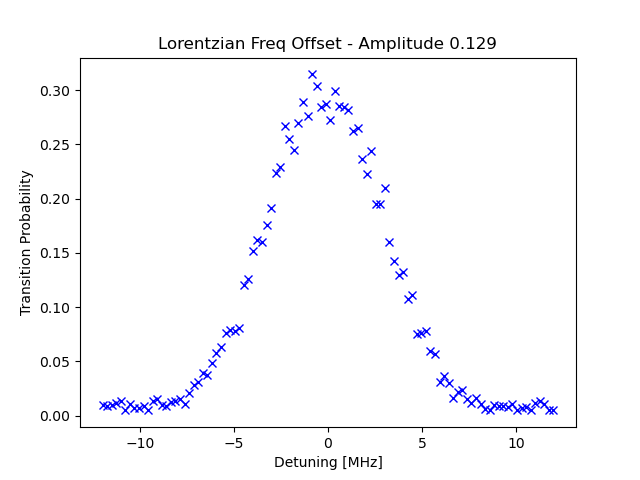 Lorentzian Freq Offset - Amplitude 0.129
0.30
0.25
0.20
0.15
0.10
0.05
0.00
Transition Probability
−10 −5 0 5 10
Detuning [MHz]